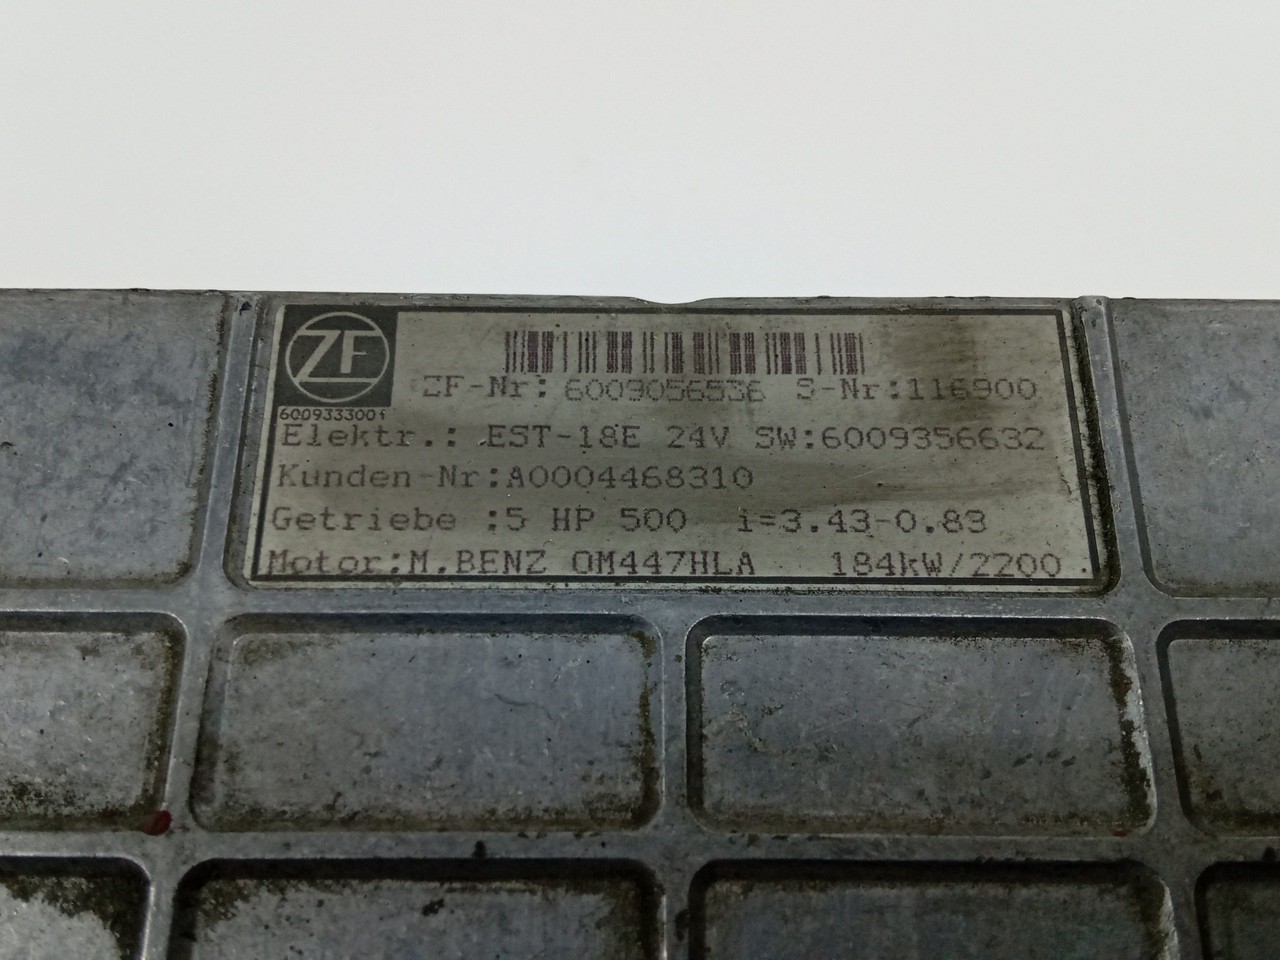 ZF
ZF-Nr: 6009056536 S-Nr:116900
6009333001
Elektr.: EST-18E 24V SW:6009356632
Kunden-Nr:A0004468310
Getriebe :5 HP 500 i=3.43-0.83
Motor:M.BENZ OM447HLA 184kW/2200